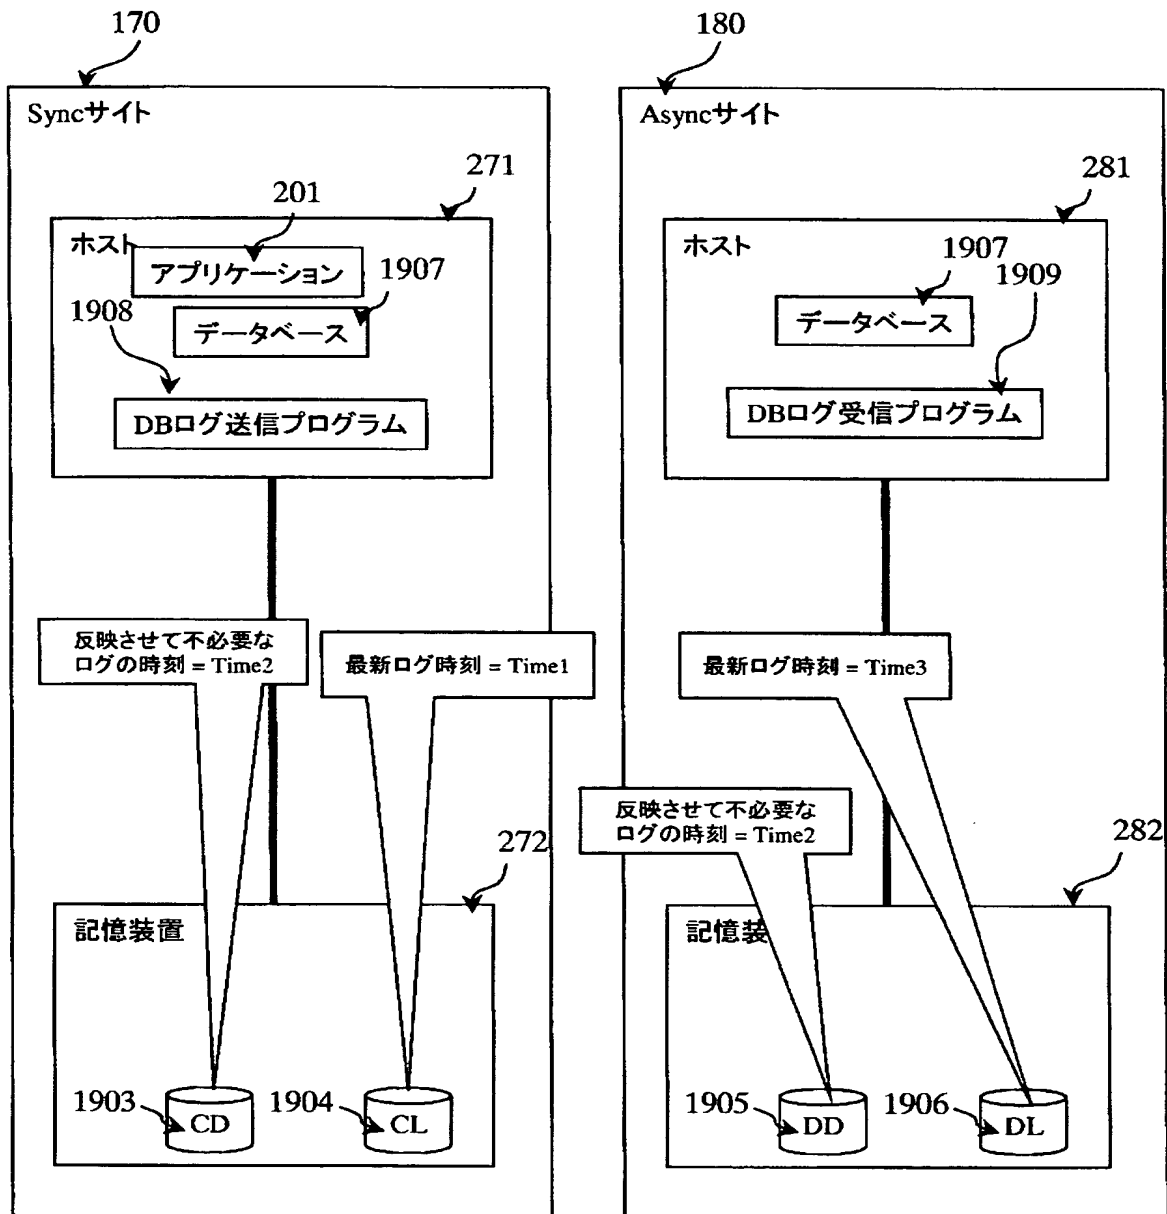 170
Syncサイト
271
201
ホスト
アプリケーション
1907
1908
データベース
DBログ送信プログラム
反映させて不必要な
ログの時刻 = Time2
最新ログ時刻 = Time1
272
記憶装置
1903
CD
1904
CL
180
Asyncサイト
281
ホスト
1907
1909
データベース
DBログ受信プログラム
最新ログ時刻 = Time3
反映させて不必要な
ログの時刻 = Time2
282
記憶装
1905
DD
1906
DL